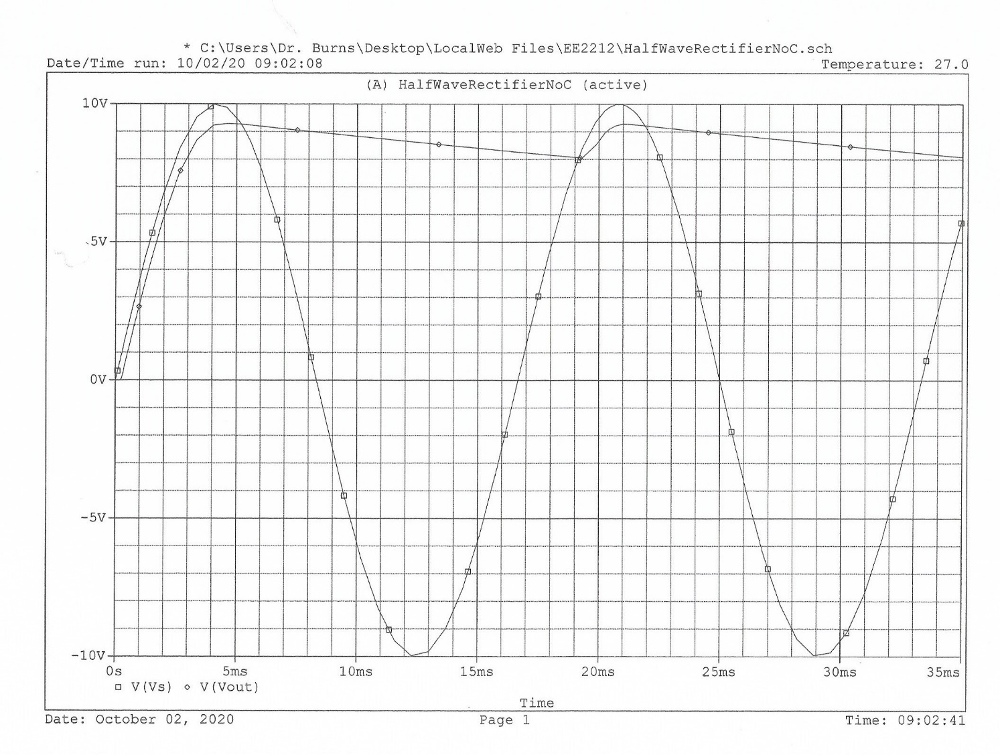 * C:\Users\Dr. Burns\Desktop\LocalWeb Files\EE2212\HalfWaveRectifierNoC.sch
Date/Time run: 10/02/20 09:02:08 Temperature: 27.0
(A) HalfWaveRectifierNoC (active)
10V
5V
0V
-5V
-10V
0s 5ms 10ms 15ms 20ms 25ms 30ms 35ms
V(Vs) V(Vout)
Time
Date: October 02, 2020 Page 1 Time: 09:02:41